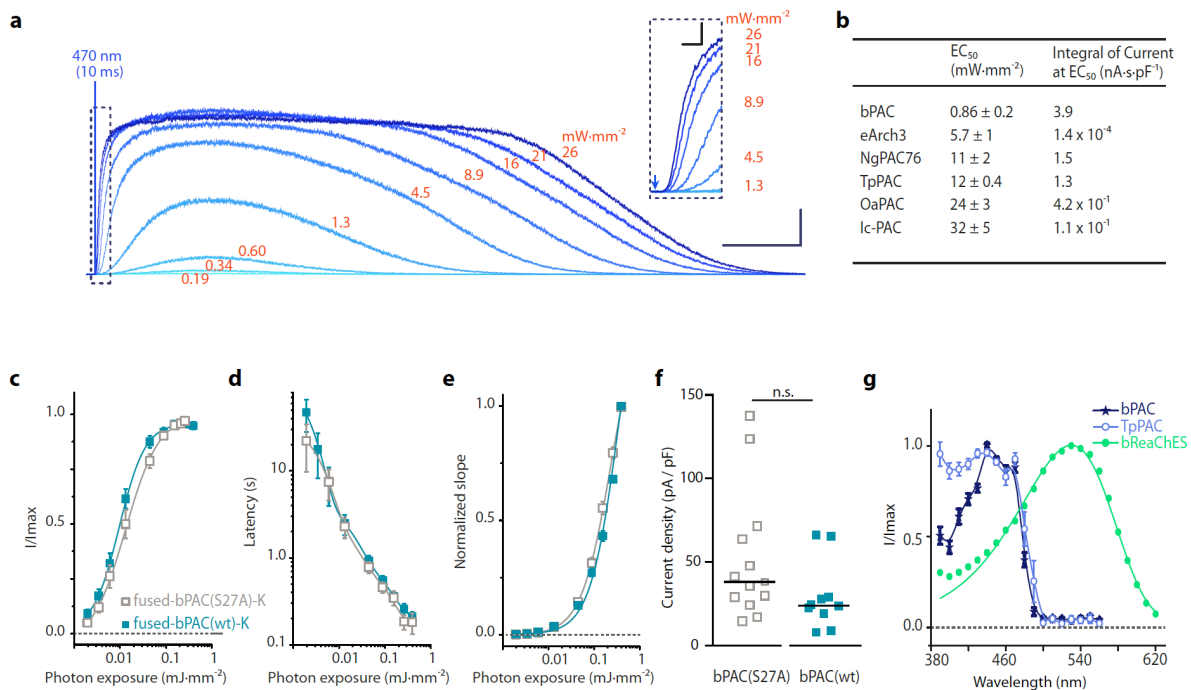 a
470 nm
(10 ms)
mW·mm⁻²
26
21
16
8.9
4.5
1.3
0.60
0.34
0.19
mW·mm⁻²
26
21
16
8.9
4.5
1.3
b
EC₅₀ Integral of Current
(mW·mm⁻²) at EC₅₀ (nA·s·pF⁻¹)
bPAC 0.86 ± 0.2 3.9
eArch3 5.7 ± 1 1.4 x 10⁻⁴
NgPAC76 11 ± 2 1.5
TpPAC 12 ± 0.4 1.3
OaPAC 24 ± 3 4.2 x 10⁻¹
Ic-PAC 32 ± 5 1.1 x 10⁻¹
c
I/Imax
1.0
0.5
0.0
fused-bPAC(S27A)-K
fused-bPAC(wt)-K
0.01 0.1 1
Photon exposure (mJ·mm⁻²)
d
Latency (s)
10
1.0
0.1
0.01 0.1 1
Photon exposure (mJ·mm⁻²)
e
Normalized slope
1.0
0.5
0.0
0.01 0.1 1
Photon exposure (mJ·mm⁻²)
f
Current density (pA / pF)
150
100
50
0
n.s.
bPAC(S27A) bPAC(wt)
g
bPAC
TpPAC
bReaChES
I/Imax
1.0
0.5
0.0
380 460 540 620
Wavelength (nm)